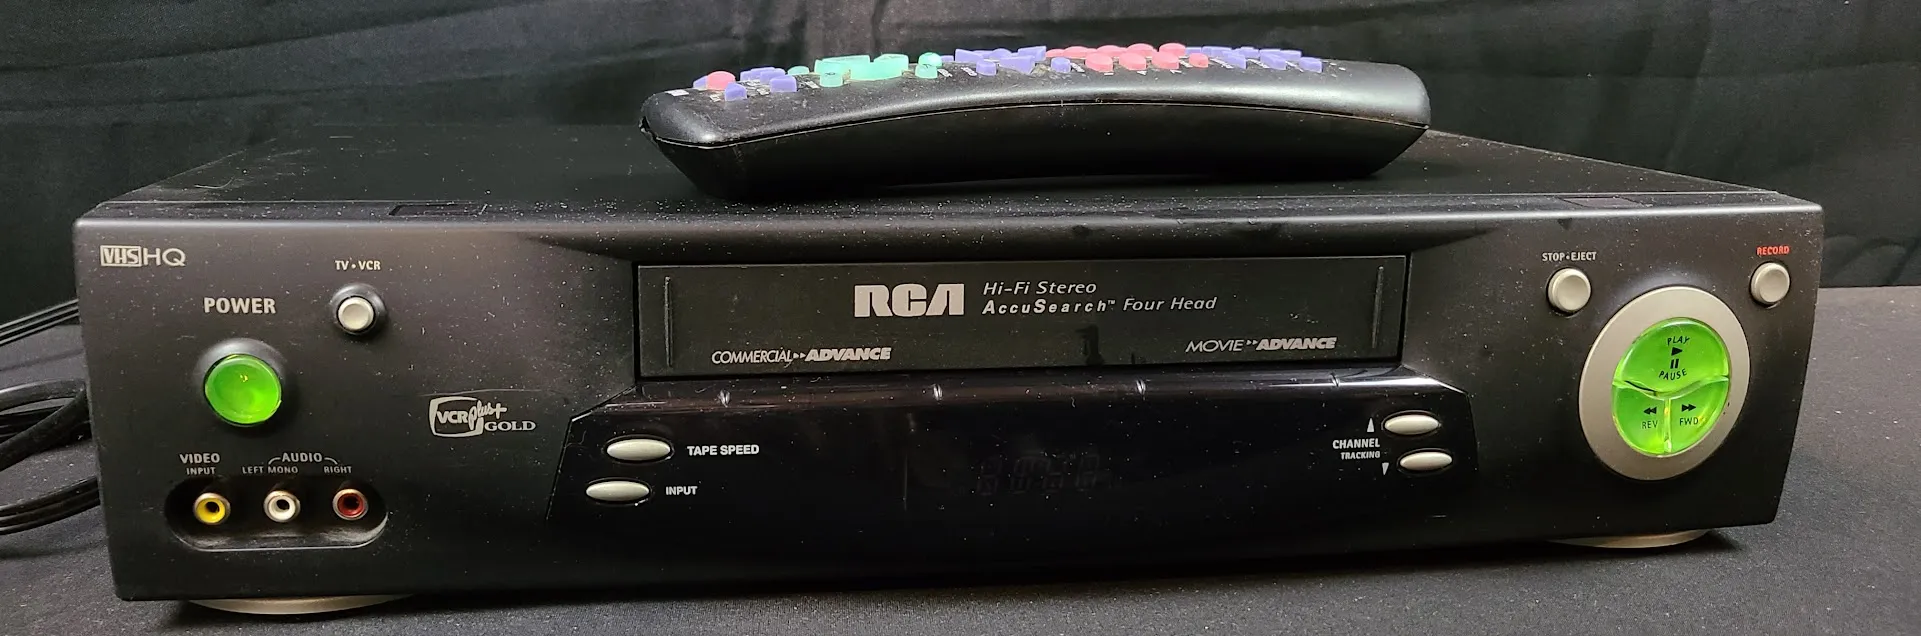 VHS HQ
TV•VCR
POWER
VCR plus+
GOLD
VIDEO
INPUT
AUDIO
LEFT MONO
RIGHT
RCA
Hi-Fi Stereo
AccuSearch™ Four Head
COMMERCIAL▸▸ADVANCE
MOVIE▸▸ADVANCE
TAPE SPEED
INPUT
▲
CHANNEL
TRACKING
▼
STOP•EJECT
RECORD
PLAY
PAUSE
REV
FWD